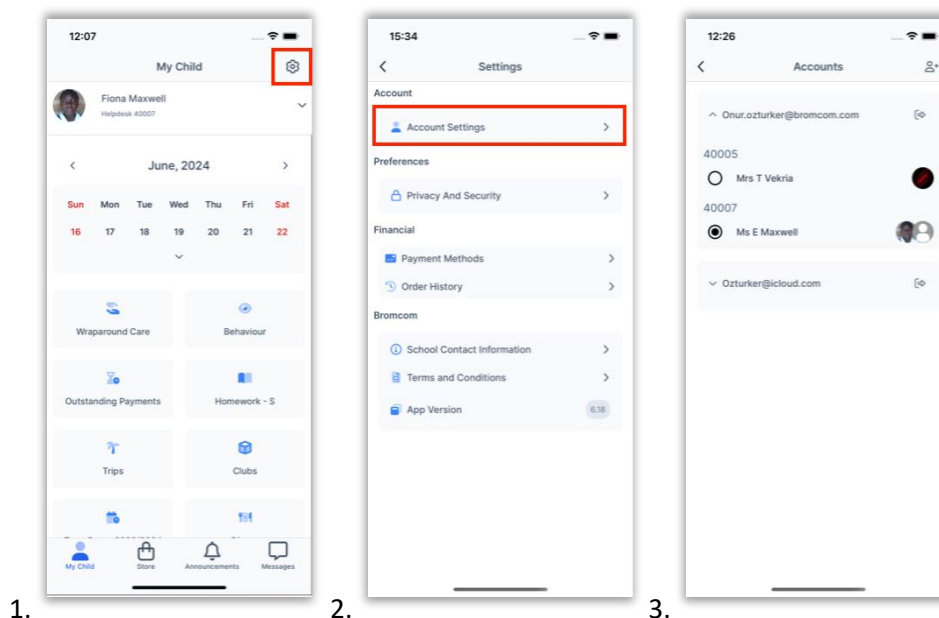 12:07
My Child
Fiona Maxwell
Helpdesk 40007
June, 2024
Sun Mon Tue Wed Thu Fri Sat
16 17 18 19 20 21 22
Wraparound Care
Behaviour
Outstanding Payments
Homework - S
Trips
Clubs
My Child
Store
Announcements
Messages
1.
15:34
Settings
Account
Account Settings
Preferences
Privacy And Security
Financial
Payment Methods
Order History
Bromcom
School Contact Information
Terms and Conditions
App Version 6.18
2.
12:26
Accounts
Onur.ozturker@bromcom.com
40005
Mrs T Vekria
40007
Ms E Maxwell
Ozturker@icloud.com
3.